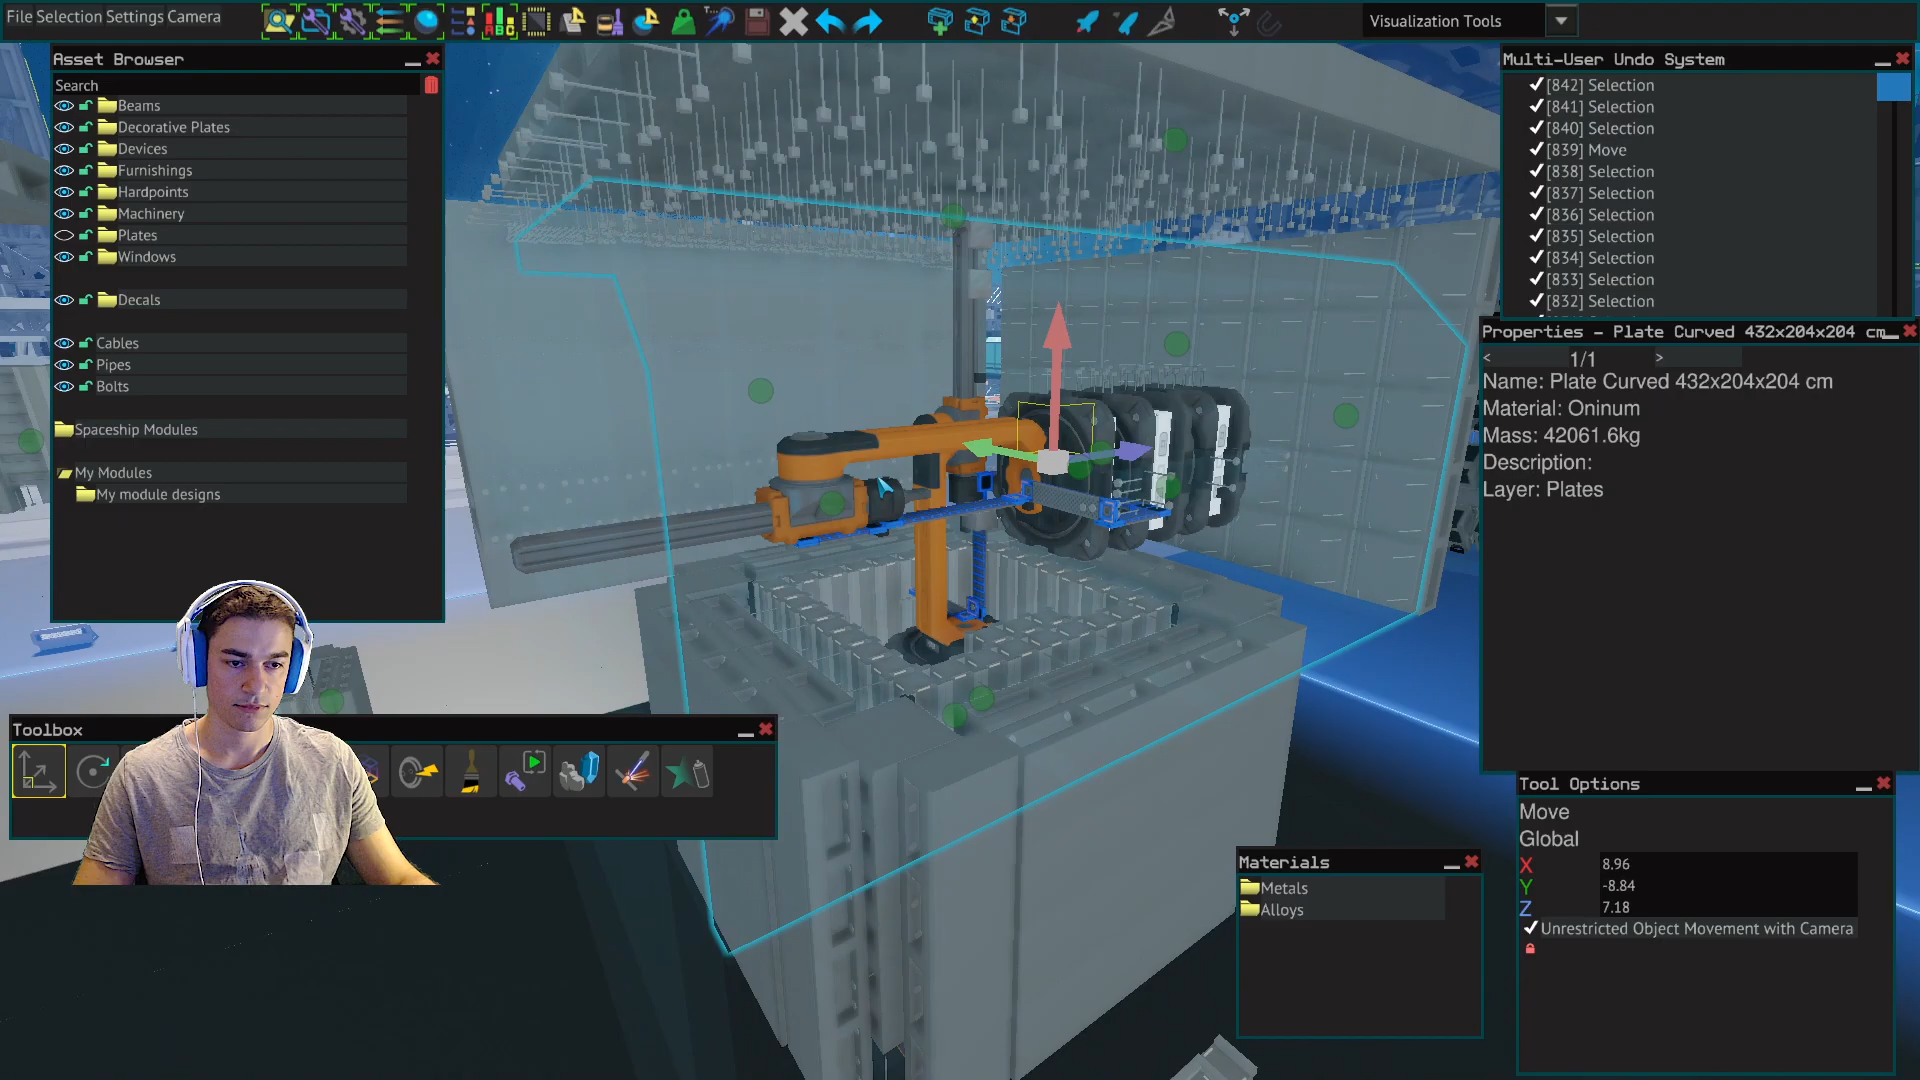 File Selection Settings Camera
Visualization Tools
Asset Browser
Search
Beams
Decorative Plates
Devices
Furnishings
Hardpoints
Machinery
Plates
Windows
Decals
Cables
Pipes
Bolts
Spaceship Modules
My Modules
My module designs
Multi-User Undo System
[842] Selection
[841] Selection
[840] Selection
[839] Move
[838] Selection
[837] Selection
[836] Selection
[835] Selection
[834] Selection
[833] Selection
[832] Selection
Properties - Plate Curved 432x204x204 cm
< 1/1 >
Name: Plate Curved 432x204x204 cm
Material: Oninum
Mass: 42061.6kg
Description:
Layer: Plates
Toolbox
Materials
Metals
Alloys
Tool Options
Move
Global
X 8.96
Y -8.84
Z 7.18
Unrestricted Object Movement with Camera